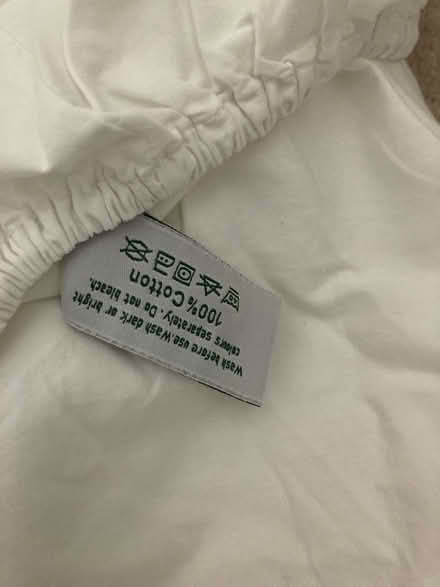 100% Cotton
Wash before use. Wash dark or bright
colours separately. Do not bleach.